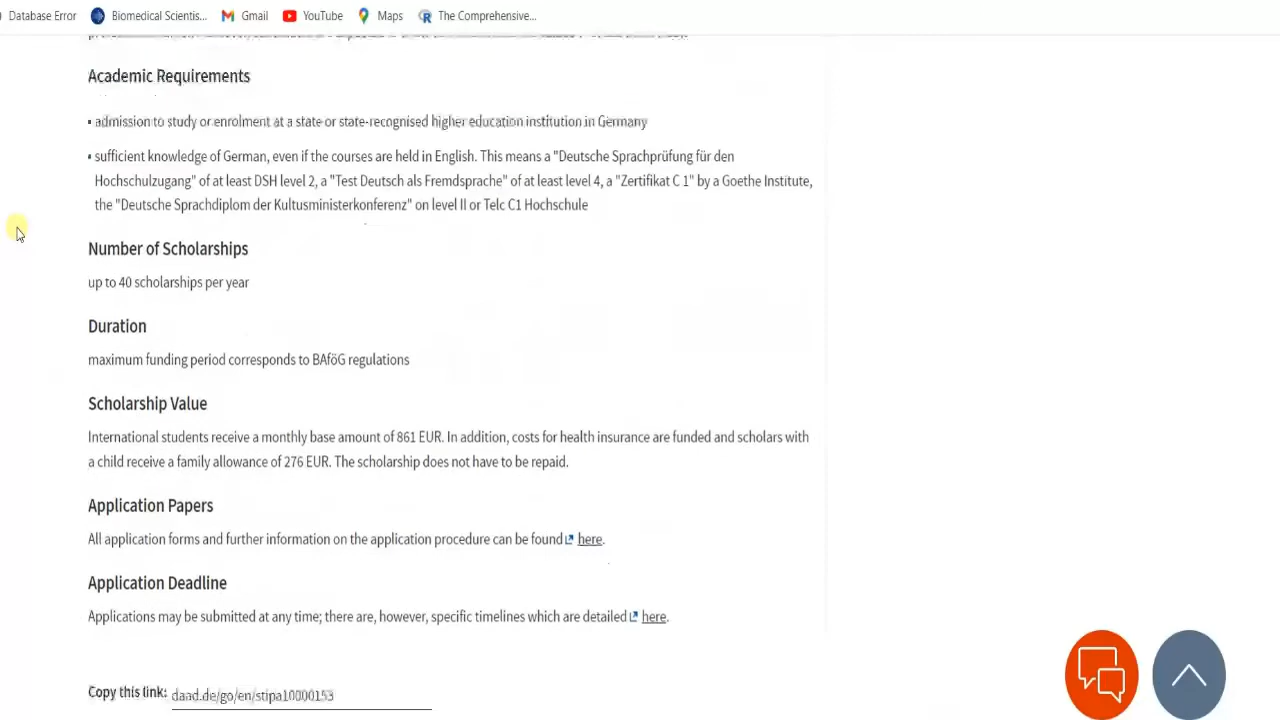 Database Error
Biomedical Scientis...
Gmail
YouTube
Maps
The Comprehensive...
Academic Requirements
admission to study or enrolment at a state or state-recognised higher education institution in Germany
sufficient knowledge of German, even if the courses are held in English. This means a "Deutsche Sprachprüfung für den
Hochschulzugang" of at least DSH level 2, a "Test Deutsch als Fremdsprache" of at least level 4, a "Zertifikat C 1" by a Goethe Institute,
the "Deutsche Sprachdiplom der Kultusministerkonferenz" on level II or Telc C1 Hochschule
Number of Scholarships
up to 40 scholarships per year
Duration
maximum funding period corresponds to BAföG regulations
Scholarship Value
International students receive a monthly base amount of 861 EUR. In addition, costs for health insurance are funded and scholars with
a child receive a family allowance of 276 EUR. The scholarship does not have to be repaid.
Application Papers
All application forms and further information on the application procedure can be found here.
Application Deadline
Applications may be submitted at any time; there are, however, specific timelines which are detailed here.
Copy this link: daad.de/go/en/stipa10000153